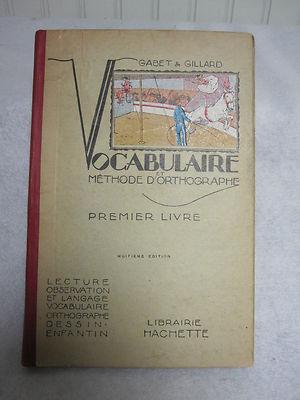 GABET & GILLARD
VOCABULAIRE
ET
MÉTHODE D'ORTHOGRAPHE
PREMIER LIVRE
HUITIÈME ÉDITION
LECTURE
OBSERVATION
ET LANGAGE
VOCABULAIRE
ORTHOGRAPHE
DESSIN-
ENFANTIN
LIBRAIRIE
HACHETTE